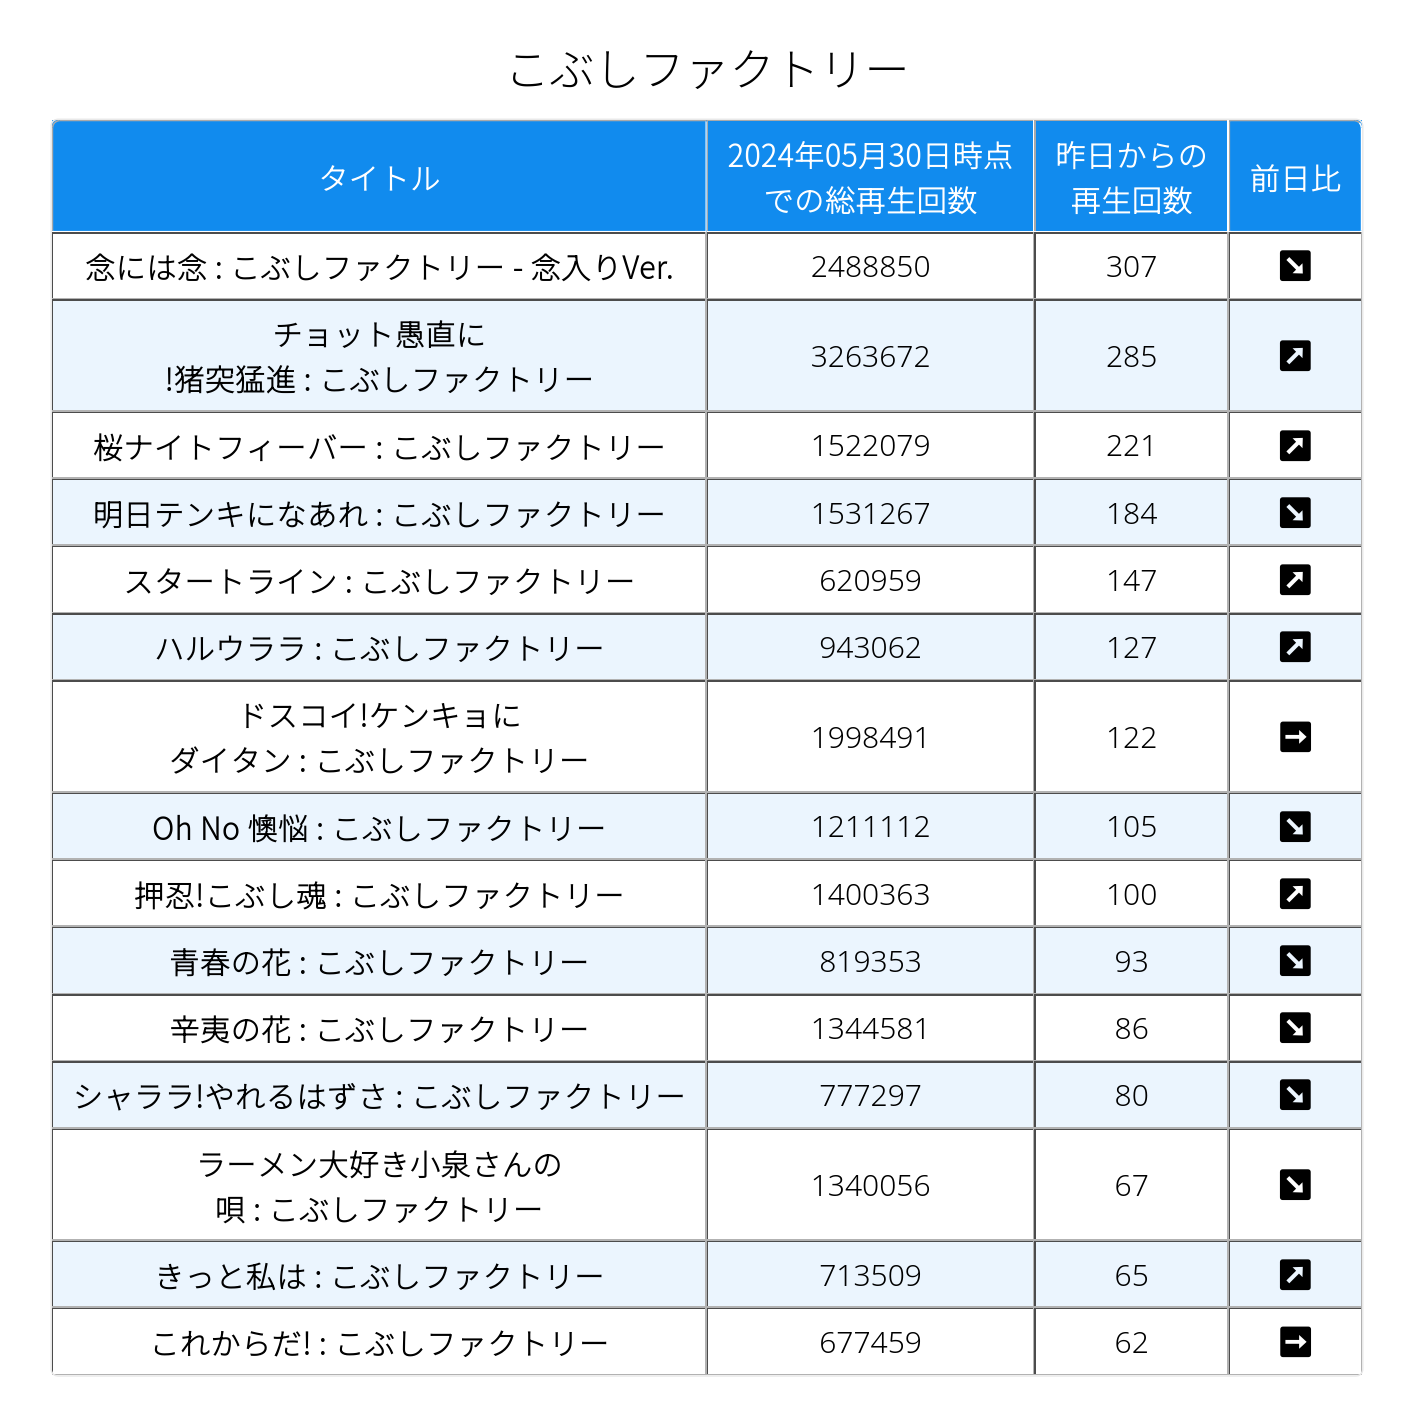 こぶしファクトリー
タイトル
2024年05月30日時点
での総再生回数
昨日からの
再生回数
前日比
念には念 : こぶしファクトリー - 念入りVer.
2488850
307
チョット愚直に
!猪突猛進 : こぶしファクトリー
3263672
285
桜ナイトフィーバー : こぶしファクトリー
1522079
221
明日テンキになあれ : こぶしファクトリー
1531267
184
スタートライン : こぶしファクトリー
620959
147
ハルウララ : こぶしファクトリー
943062
127
ドスコイ!ケンキョに
ダイタン : こぶしファクトリー
1998491
122
Oh No 懊悩 : こぶしファクトリー
1211112
105
押忍!こぶし魂 : こぶしファクトリー
1400363
100
青春の花 : こぶしファクトリー
819353
93
辛夷の花 : こぶしファクトリー
1344581
86
シャララ!やれるはずさ : こぶしファクトリー
777297
80
ラーメン大好き小泉さんの
唄 : こぶしファクトリー
1340056
67
きっと私は : こぶしファクトリー
713509
65
これからだ! : こぶしファクトリー
677459
62